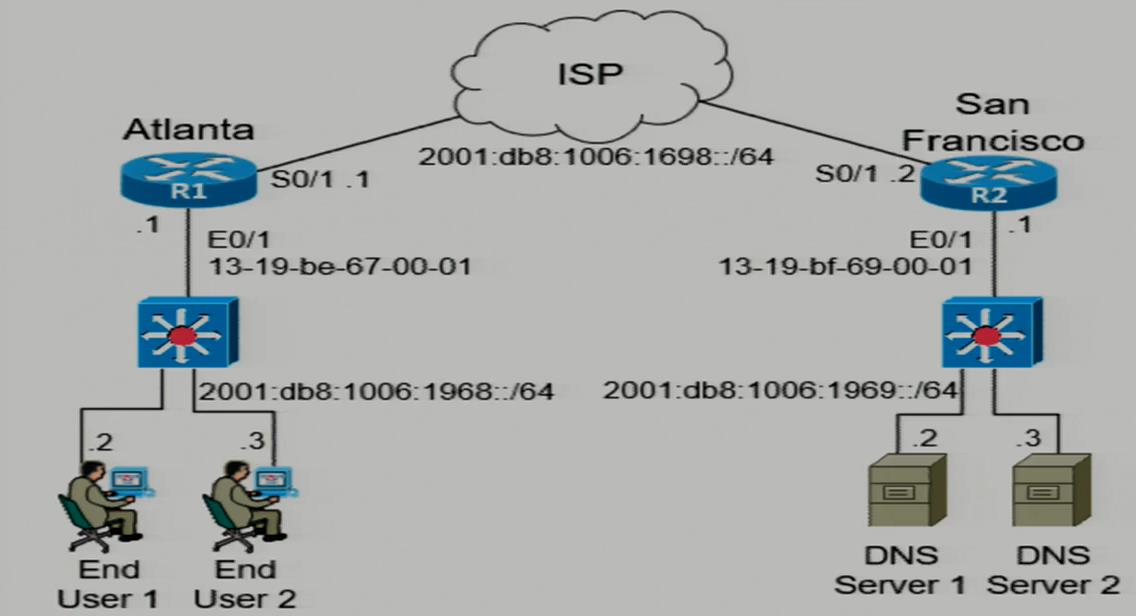 ISP
Atlanta
San
Francisco
2001:db8:1006:1698::/64
R1
S0/1 .1
S0/1 .2
R2
.1
E0/1
13-19-be-67-00-01
.1
E0/1
13-19-bf-69-00-01
2001:db8:1006:1968::/64
2001:db8:1006:1969::/64
.2
.3
.2
.3
End
User 1
End
User 2
DNS
Server 1
DNS
Server 2